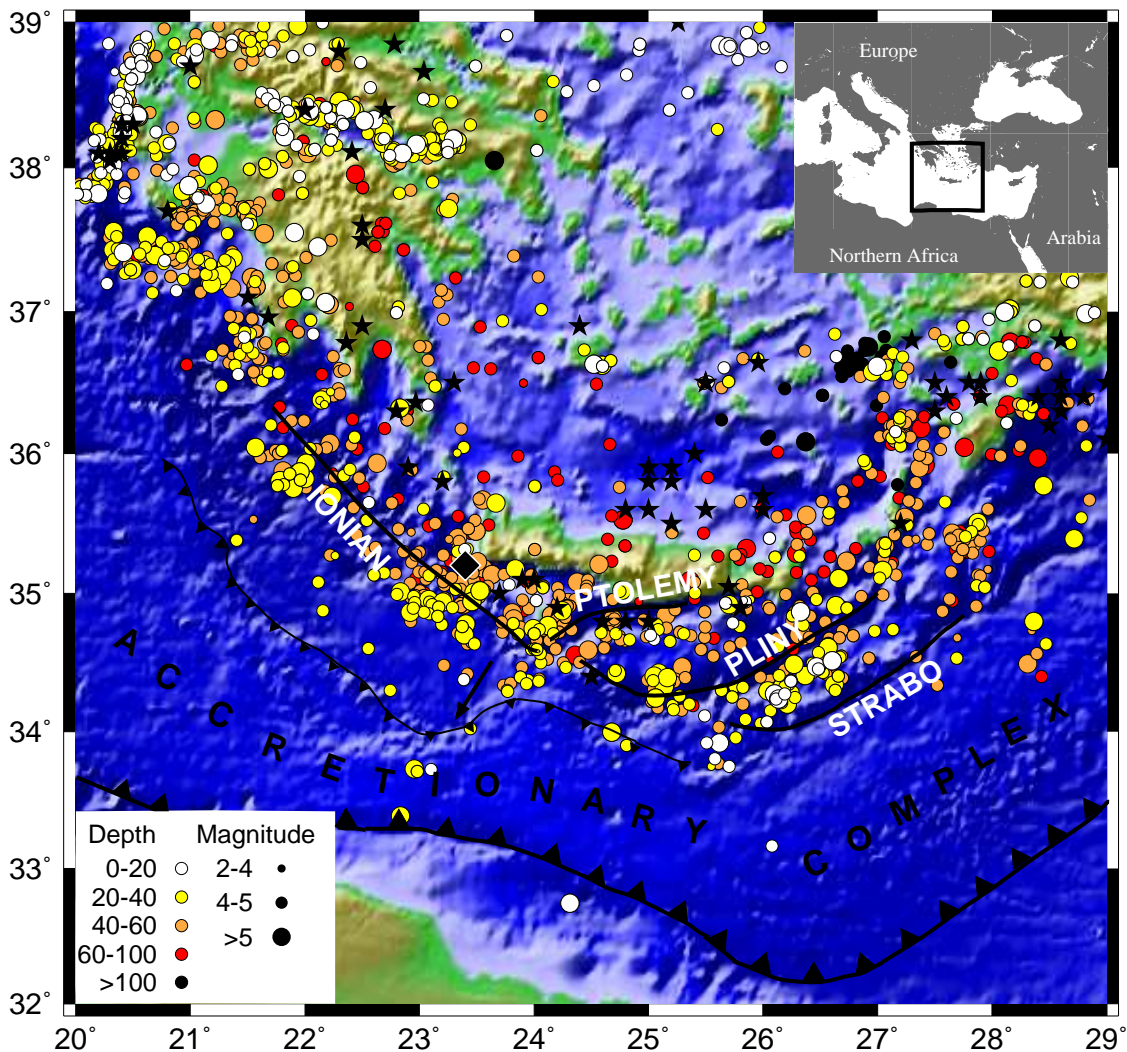 39°
38°
37°
36°
35°
34°
33°
32°
20°
21°
22°
23°
24°
25°
26°
27°
28°
29°
Europe
Northern Africa
Arabia
IONIAN
PTOLEMY
PLINY
STRABO
ACCRETIONARY COMPLEX
Depth
0-20
20-40
40-60
60-100
>100
Magnitude
2-4
4-5
>5